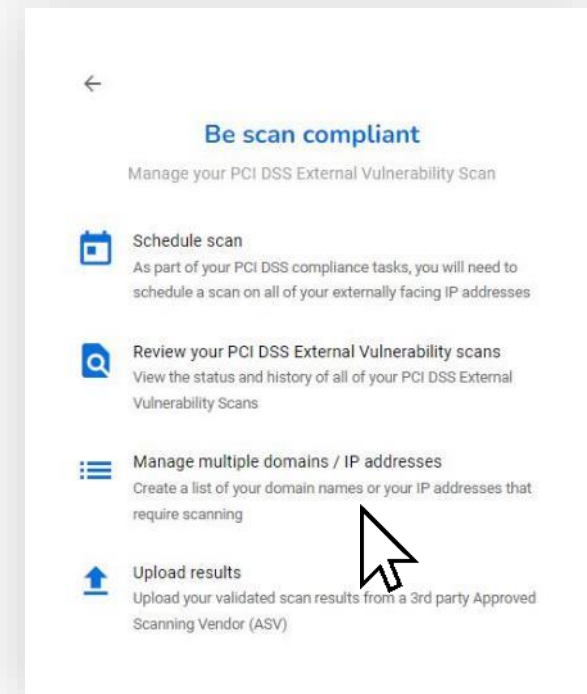 Be scan compliant
Manage your PCI DSS External Vulnerability Scan
Schedule scan
As part of your PCI DSS compliance tasks, you will need to
schedule a scan on all of your externally facing IP addresses
Review your PCI DSS External Vulnerability scans
View the status and history of all of your PCI DSS External
Vulnerability Scans
Manage multiple domains / IP addresses
Create a list of your domain names or your IP addresses that
require scanning
Upload results
Upload your validated scan results from a 3rd party Approved
Scanning Vendor (ASV)